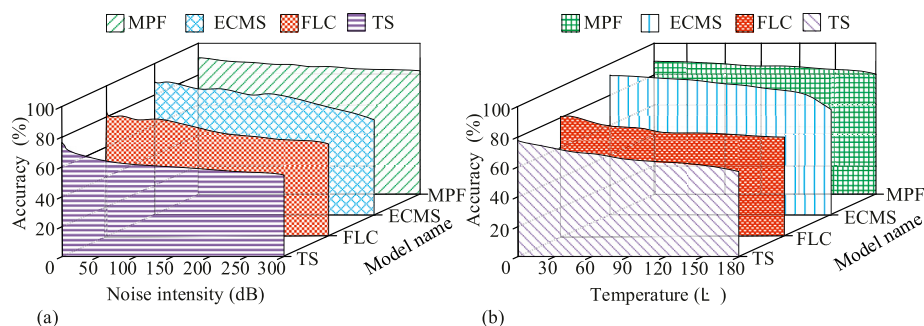 MPF ECMS FLC TS
100
80
60
40
20
0
Accuracy (%)
0 50 100 150 200 250 300
Noise intensity (dB)
TS
FLC
ECMS
MPF
Model name
(a)
MPF ECMS FLC TS
100
80
60
40
20
0
Accuracy (%)
0 30 60 90 120 150 180
Temperature ( )
TS
FLC
ECMS
MPF
Model name
(b)